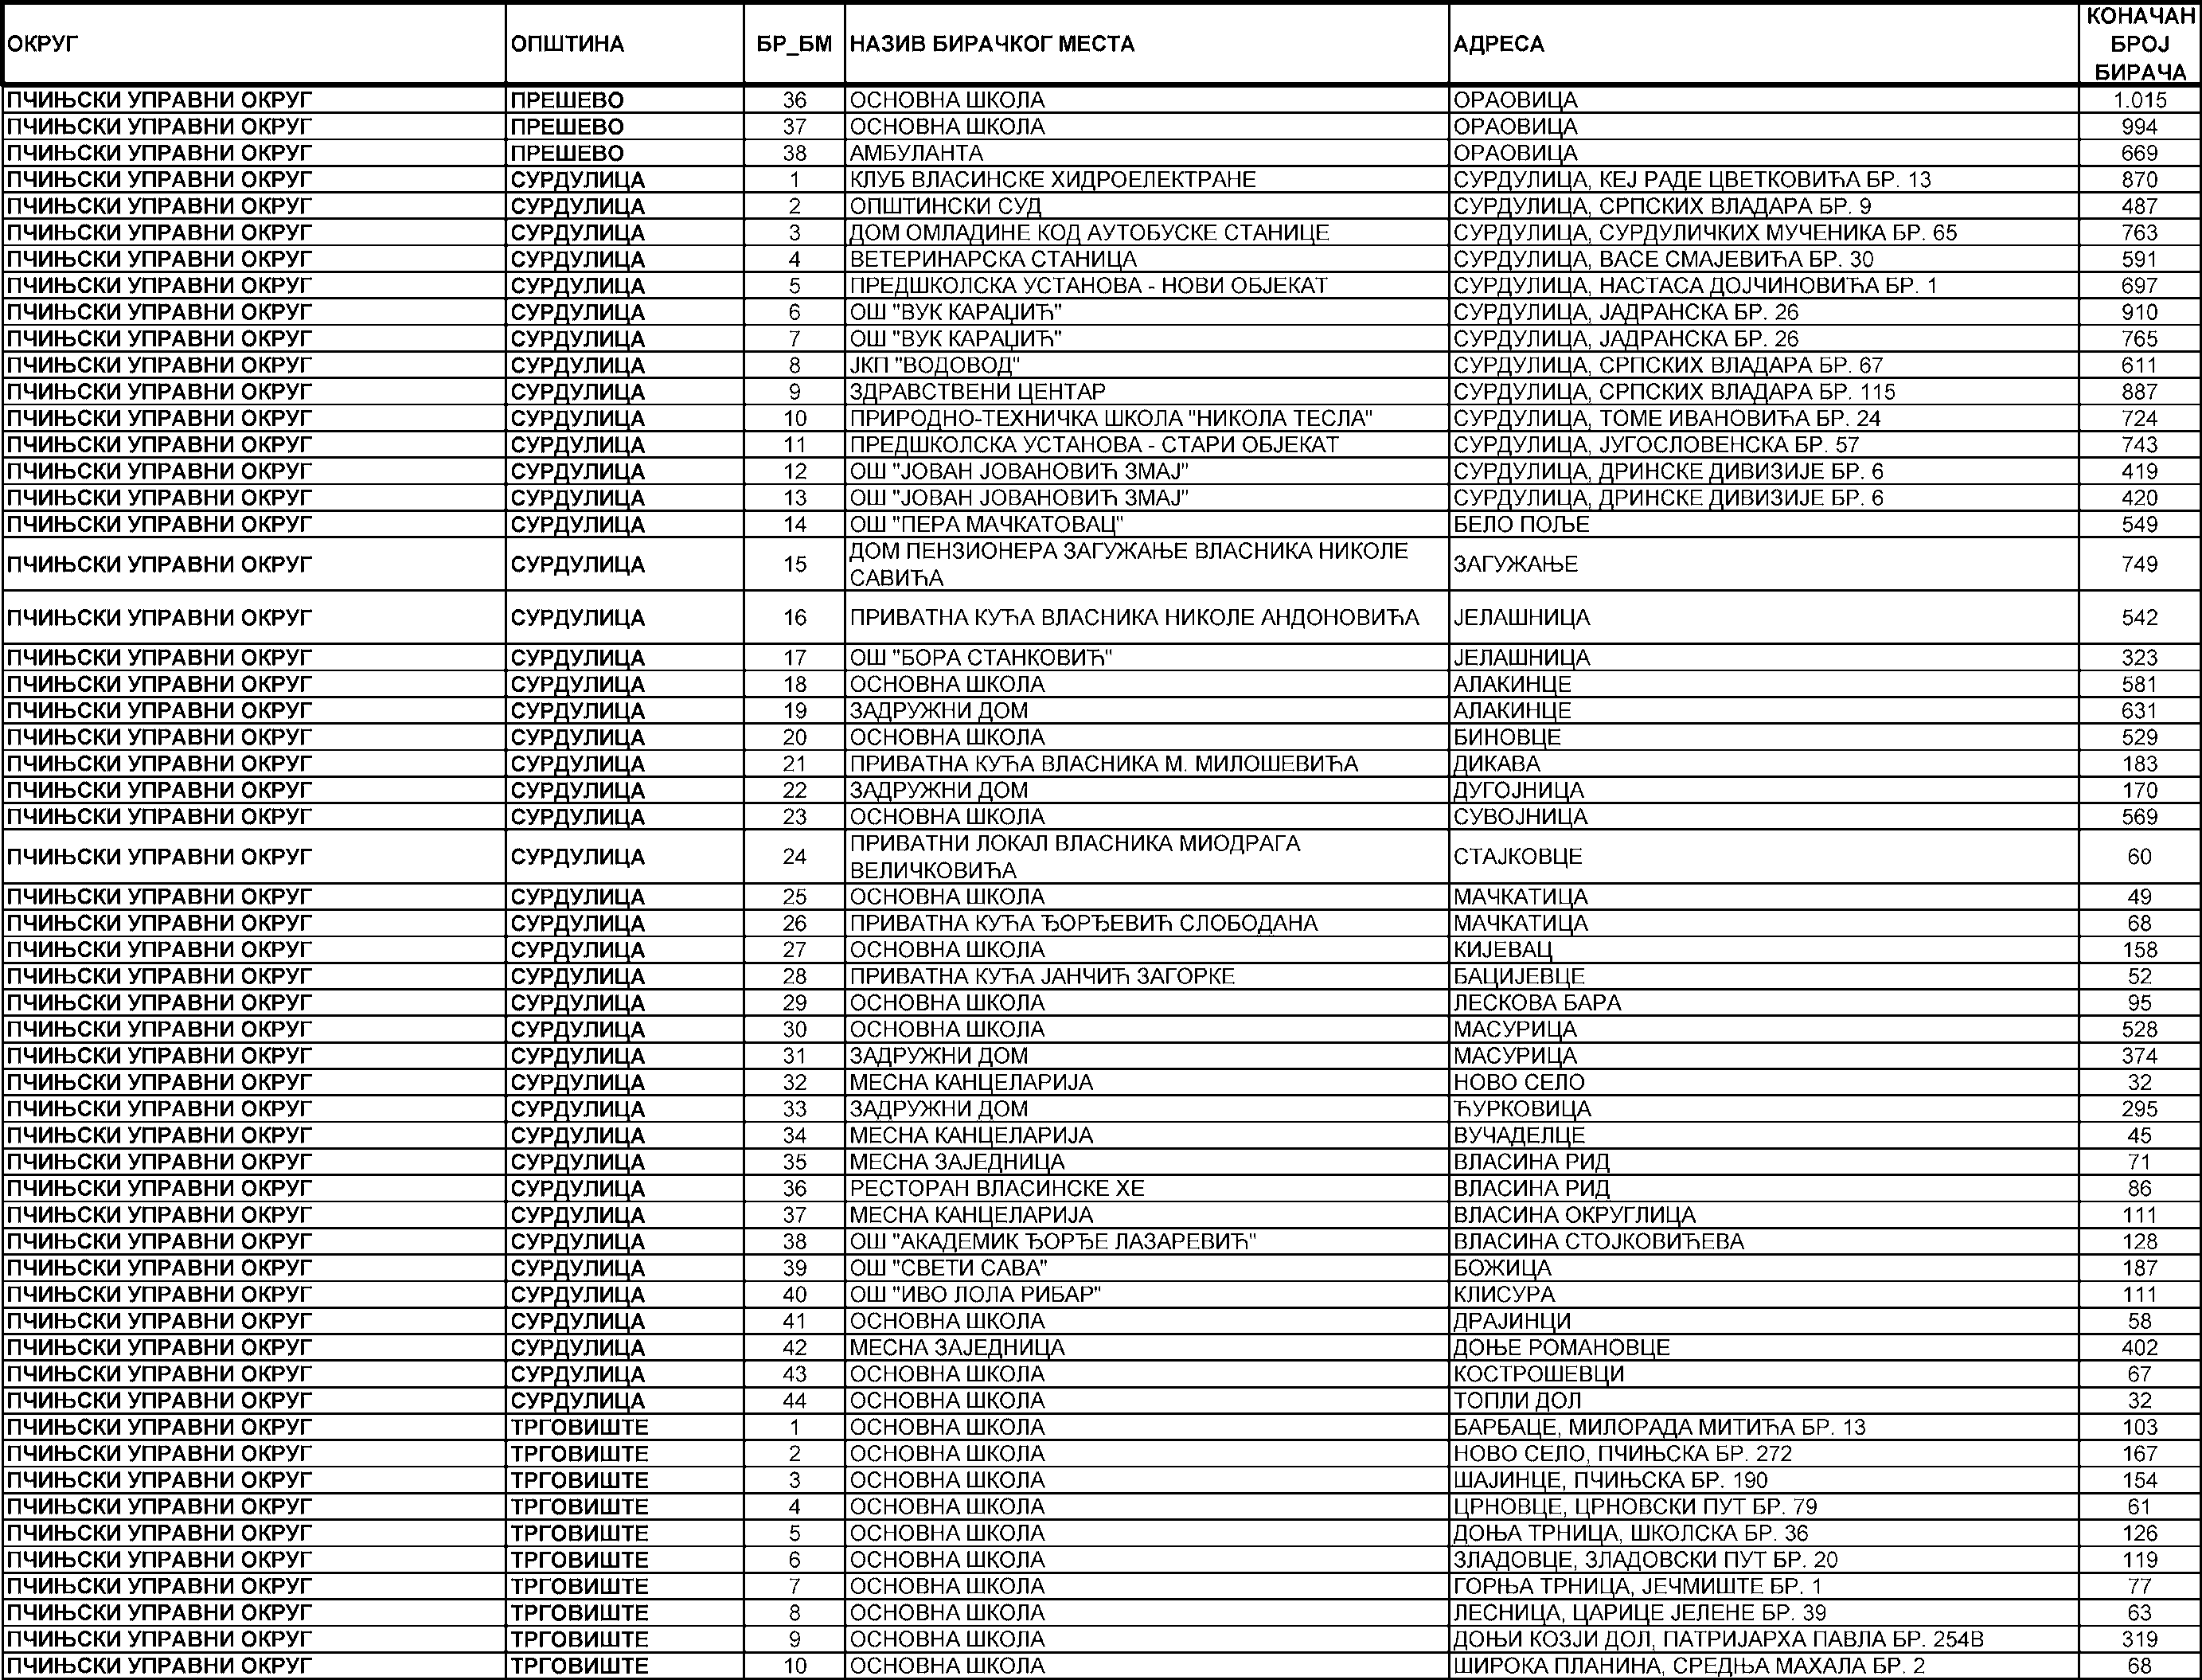 ОКРУГ ОПШТИНА БР_БМ НАЗИВ БИРАЧКОГ МЕСТА АДРЕСА КОНАЧАН БРОЈ БИРАЧА
ПЧИЊСКИ УПРАВНИ ОКРУГ ПРЕШЕВО 36 ОСНОВНА ШКОЛА ОРАОВИЦА 1.015
ПЧИЊСКИ УПРАВНИ ОКРУГ ПРЕШЕВО 37 ОСНОВНА ШКОЛА ОРАОВИЦА 994
ПЧИЊСКИ УПРАВНИ ОКРУГ ПРЕШЕВО 38 АМБУЛАНТА ОРАОВИЦА 669
ПЧИЊСКИ УПРАВНИ ОКРУГ СУРДУЛИЦА 1 КЛУБ ВЛАСИНСКЕ ХИДРОЕЛЕКТРАНЕ СУРДУЛИЦА, КЕЈ РАДЕ ЦВЕТКОВИЋА БР. 13 870
ПЧИЊСКИ УПРАВНИ ОКРУГ СУРДУЛИЦА 2 ОПШТИНСКИ СУД СУРДУЛИЦА, СРПСКИХ ВЛАДАРА БР. 9 487
ПЧИЊСКИ УПРАВНИ ОКРУГ СУРДУЛИЦА 3 ДОМ ОМЛАДИНЕ КОД АУТОБУСКЕ СТАНИЦЕ СУРДУЛИЦА, СУРДУЛИЧКИХ МУЧЕНИКА БР. 65 763
ПЧИЊСКИ УПРАВНИ ОКРУГ СУРДУЛИЦА 4 ВЕТЕРИНАРСКА СТАНИЦА СУРДУЛИЦА, ВАСЕ СМАЈЕВИЋА БР. 30 591
ПЧИЊСКИ УПРАВНИ ОКРУГ СУРДУЛИЦА 5 ПРЕДШКОЛСКА УСТАНОВА - НОВИ ОБЈЕКАТ СУРДУЛИЦА, НАСТАСА ДОЈЧИНОВИЋА БР. 1 697
ПЧИЊСКИ УПРАВНИ ОКРУГ СУРДУЛИЦА 6 ОШ "ВУК КАРАЏИЋ" СУРДУЛИЦА, ЈАДРАНСКА БР. 26 910
ПЧИЊСКИ УПРАВНИ ОКРУГ СУРДУЛИЦА 7 ОШ "ВУК КАРАЏИЋ" СУРДУЛИЦА, ЈАДРАНСКА БР. 26 765
ПЧИЊСКИ УПРАВНИ ОКРУГ СУРДУЛИЦА 8 ЈКП "ВОДОВОД" СУРДУЛИЦА, СРПСКИХ ВЛАДАРА БР. 67 611
ПЧИЊСКИ УПРАВНИ ОКРУГ СУРДУЛИЦА 9 ЗДРАВСТВЕНИ ЦЕНТАР СУРДУЛИЦА, СРПСКИХ ВЛАДАРА БР. 115 887
ПЧИЊСКИ УПРАВНИ ОКРУГ СУРДУЛИЦА 10 ПРИРОДНО-ТЕХНИЧКА ШКОЛА "НИКОЛА ТЕСЛА" СУРДУЛИЦА, ТОМЕ ИВАНОВИЋА БР. 24 724
ПЧИЊСКИ УПРАВНИ ОКРУГ СУРДУЛИЦА 11 ПРЕДШКОЛСКА УСТАНОВА - СТАРИ ОБЈЕКАТ СУРДУЛИЦА, ЈУГОСЛОВЕНСКА БР. 57 743
ПЧИЊСКИ УПРАВНИ ОКРУГ СУРДУЛИЦА 12 ОШ "ЈОВАН ЈОВАНОВИЋ ЗМАЈ" СУРДУЛИЦА, ДРИНСКЕ ДИВИЗИЈЕ БР. 6 419
ПЧИЊСКИ УПРАВНИ ОКРУГ СУРДУЛИЦА 13 ОШ "ЈОВАН ЈОВАНОВИЋ ЗМАЈ" СУРДУЛИЦА, ДРИНСКЕ ДИВИЗИЈЕ БР. 6 420
ПЧИЊСКИ УПРАВНИ ОКРУГ СУРДУЛИЦА 14 ОШ "ПЕРА МАЧКАТОВАЦ" БЕЛО ПОЉЕ 549
ПЧИЊСКИ УПРАВНИ ОКРУГ СУРДУЛИЦА 15 ДОМ ПЕНЗИОНЕРА ЗАГУЖАЊЕ ВЛАСНИКА НИКОЛЕ САВИЋА ЗАГУЖАЊЕ 749
ПЧИЊСКИ УПРАВНИ ОКРУГ СУРДУЛИЦА 16 ПРИВАТНА КУЋА ВЛАСНИКА НИКОЛЕ АНДОНОВИЋА ЈЕЛАШНИЦА 542
ПЧИЊСКИ УПРАВНИ ОКРУГ СУРДУЛИЦА 17 ОШ "БОРА СТАНКОВИЋ" ЈЕЛАШНИЦА 323
ПЧИЊСКИ УПРАВНИ ОКРУГ СУРДУЛИЦА 18 ОСНОВНА ШКОЛА АЛАКИНЦЕ 581
ПЧИЊСКИ УПРАВНИ ОКРУГ СУРДУЛИЦА 19 ЗАДРУЖНИ ДОМ АЛАКИНЦЕ 631
ПЧИЊСКИ УПРАВНИ ОКРУГ СУРДУЛИЦА 20 ОСНОВНА ШКОЛА БИНОВЦЕ 529
ПЧИЊСКИ УПРАВНИ ОКРУГ СУРДУЛИЦА 21 ПРИВАТНА КУЋА ВЛАСНИКА М. МИЛОШЕВИЋА ДИКАВА 183
ПЧИЊСКИ УПРАВНИ ОКРУГ СУРДУЛИЦА 22 ЗАДРУЖНИ ДОМ ДУГОЈНИЦА 170
ПЧИЊСКИ УПРАВНИ ОКРУГ СУРДУЛИЦА 23 ОСНОВНА ШКОЛА СУВОЈНИЦА 569
ПЧИЊСКИ УПРАВНИ ОКРУГ СУРДУЛИЦА 24 ПРИВАТНИ ЛОКАЛ ВЛАСНИКА МИОДРАГА ВЕЛИЧКОВИЋА СТАЈКОВЦЕ 60
ПЧИЊСКИ УПРАВНИ ОКРУГ СУРДУЛИЦА 25 ОСНОВНА ШКОЛА МАЧКАТИЦА 49
ПЧИЊСКИ УПРАВНИ ОКРУГ СУРДУЛИЦА 26 ПРИВАТНА КУЋА ЂОРЂЕВИЋ СЛОБОДАНА МАЧКАТИЦА 68
ПЧИЊСКИ УПРАВНИ ОКРУГ СУРДУЛИЦА 27 ОСНОВНА ШКОЛА КИЈЕВАЦ 158
ПЧИЊСКИ УПРАВНИ ОКРУГ СУРДУЛИЦА 28 ПРИВАТНА КУЋА ЈАНЧИЋ ЗАГОРКЕ БАЦИЈЕВЦЕ 52
ПЧИЊСКИ УПРАВНИ ОКРУГ СУРДУЛИЦА 29 ОСНОВНА ШКОЛА ЛЕСКОВА БАРА 95
ПЧИЊСКИ УПРАВНИ ОКРУГ СУРДУЛИЦА 30 ОСНОВНА ШКОЛА МАСУРИЦА 528
ПЧИЊСКИ УПРАВНИ ОКРУГ СУРДУЛИЦА 31 ЗАДРУЖНИ ДОМ МАСУРИЦА 374
ПЧИЊСКИ УПРАВНИ ОКРУГ СУРДУЛИЦА 32 МЕСНА КАНЦЕЛАРИЈА НОВО СЕЛО 32
ПЧИЊСКИ УПРАВНИ ОКРУГ СУРДУЛИЦА 33 ЗАДРУЖНИ ДОМ ЋУРКОВИЦА 295
ПЧИЊСКИ УПРАВНИ ОКРУГ СУРДУЛИЦА 34 МЕСНА КАНЦЕЛАРИЈА ВУЧАДЕЛЦЕ 45
ПЧИЊСКИ УПРАВНИ ОКРУГ СУРДУЛИЦА 35 МЕСНА ЗАЈЕДНИЦА ВЛАСИНА РИД 71
ПЧИЊСКИ УПРАВНИ ОКРУГ СУРДУЛИЦА 36 РЕСТОРАН ВЛАСИНСКЕ ХЕ ВЛАСИНА РИД 86
ПЧИЊСКИ УПРАВНИ ОКРУГ СУРДУЛИЦА 37 МЕСНА КАНЦЕЛАРИЈА ВЛАСИНА ОКРУГЛИЦА 111
ПЧИЊСКИ УПРАВНИ ОКРУГ СУРДУЛИЦА 38 ОШ "АКАДЕМИК ЂОРЂЕ ЛАЗАРЕВИЋ" ВЛАСИНА СТОЈКОВИЋЕВА 128
ПЧИЊСКИ УПРАВНИ ОКРУГ СУРДУЛИЦА 39 ОШ "СВЕТИ САВА" БОЖИЦА 187
ПЧИЊСКИ УПРАВНИ ОКРУГ СУРДУЛИЦА 40 ОШ "ИВО ЛОЛА РИБАР" КЛИСУРА 111
ПЧИЊСКИ УПРАВНИ ОКРУГ СУРДУЛИЦА 41 ОСНОВНА ШКОЛА ДРАЈИНЦИ 58
ПЧИЊСКИ УПРАВНИ ОКРУГ СУРДУЛИЦА 42 МЕСНА ЗАЈЕДНИЦА ДОЊЕ РОМАНОВЦЕ 402
ПЧИЊСКИ УПРАВНИ ОКРУГ СУРДУЛИЦА 43 ОСНОВНА ШКОЛА КОСТРОШЕВЦИ 67
ПЧИЊСКИ УПРАВНИ ОКРУГ СУРДУЛИЦА 44 ОСНОВНА ШКОЛА ТОПЛИ ДОЛ 32
ПЧИЊСКИ УПРАВНИ ОКРУГ ТРГОВИШТЕ 1 ОСНОВНА ШКОЛА БАРБАЦЕ, МИЛОРАДА МИТИЋА БР. 13 103
ПЧИЊСКИ УПРАВНИ ОКРУГ ТРГОВИШТЕ 2 ОСНОВНА ШКОЛА НОВО СЕЛО, ПЧИЊСКА БР. 272 167
ПЧИЊСКИ УПРАВНИ ОКРУГ ТРГОВИШТЕ 3 ОСНОВНА ШКОЛА ШАЈИНЦЕ, ПЧИЊСКА БР. 190 154
ПЧИЊСКИ УПРАВНИ ОКРУГ ТРГОВИШТЕ 4 ОСНОВНА ШКОЛА ЦРНОВЦЕ, ЦРНОВСКИ ПУТ БР. 79 61
ПЧИЊСКИ УПРАВНИ ОКРУГ ТРГОВИШТЕ 5 ОСНОВНА ШКОЛА ДОЊА ТРНИЦА, ШКОЛСКА БР. 36 126
ПЧИЊСКИ УПРАВНИ ОКРУГ ТРГОВИШТЕ 6 ОСНОВНА ШКОЛА ЗЛАДОВЦЕ, ЗЛАДОВСКИ ПУТ БР. 20 119
ПЧИЊСКИ УПРАВНИ ОКРУГ ТРГОВИШТЕ 7 ОСНОВНА ШКОЛА ГОРЊА ТРНИЦА, ЈЕЧМИШТЕ БР. 1 77
ПЧИЊСКИ УПРАВНИ ОКРУГ ТРГОВИШТЕ 8 ОСНОВНА ШКОЛА ЛЕСНИЦА, ЦАРИЦЕ ЈЕЛЕНЕ БР. 39 63
ПЧИЊСКИ УПРАВНИ ОКРУГ ТРГОВИШТЕ 9 ОСНОВНА ШКОЛА ДОЊИ КОЗЈИ ДОЛ, ПАТРИЈАРХА ПАВЛА БР. 254В 319
ПЧИЊСКИ УПРАВНИ ОКРУГ ТРГОВИШТЕ 10 ОСНОВНА ШКОЛА ШИРОКА ПЛАНИНА, СРЕДЊА МАХАЛА БР. 2 68